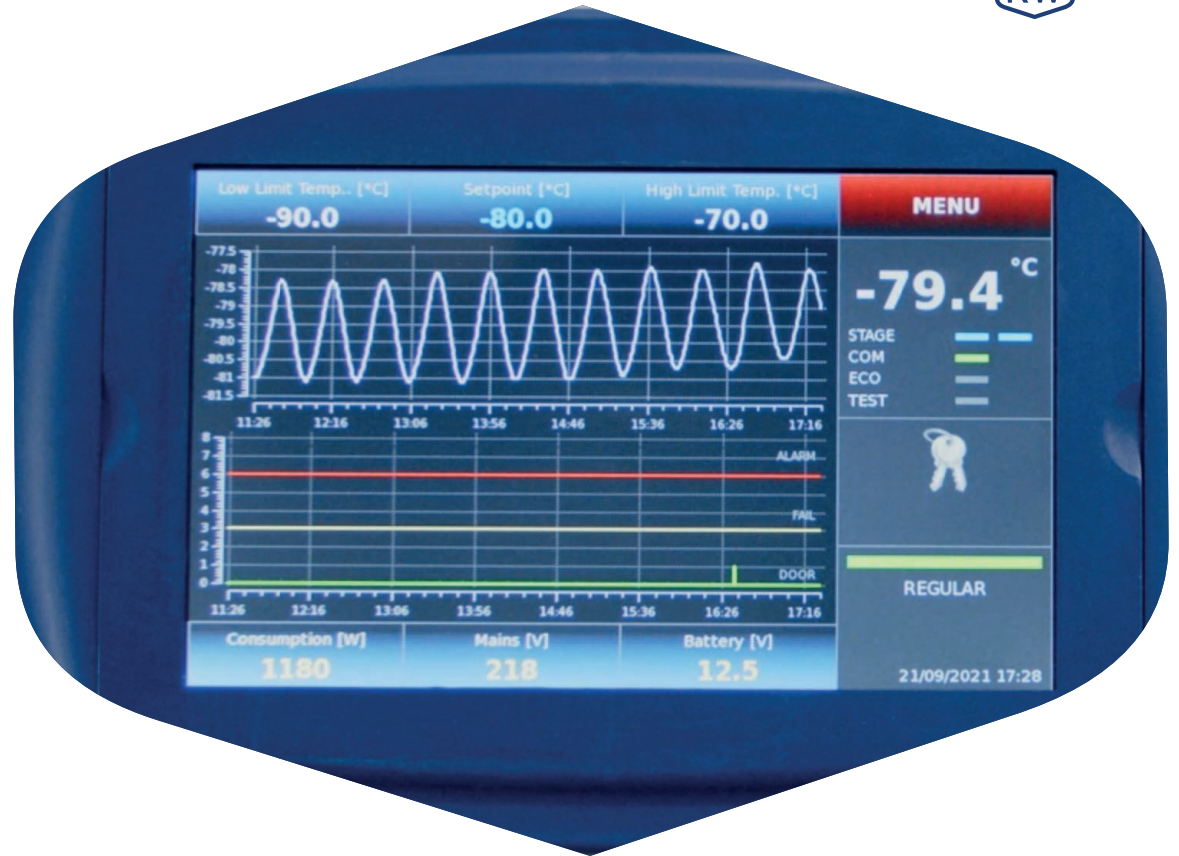 Low Limit Temp.. [°C] Setpoint [°C] High Limit Temp. [°C]
-90.0 -80.0 -70.0
MENU
-77.5
-78
-78.5
-79
-79.5
-80
-80.5
-81
-81.5
11:26 12:16 13:06 13:56 14:46 15:36 16:26 17:16
8
7
6
5
4
3
2
1
0
ALARM
FAIL
DOOR
11:26 12:16 13:06 13:56 14:46 15:36 16:26 17:16
Consumption [W] Mains [V] Battery [V]
1180 218 12.5
-79.4 °C
STAGE
COM
ECO
TEST
REGULAR
21/09/2021 17:28